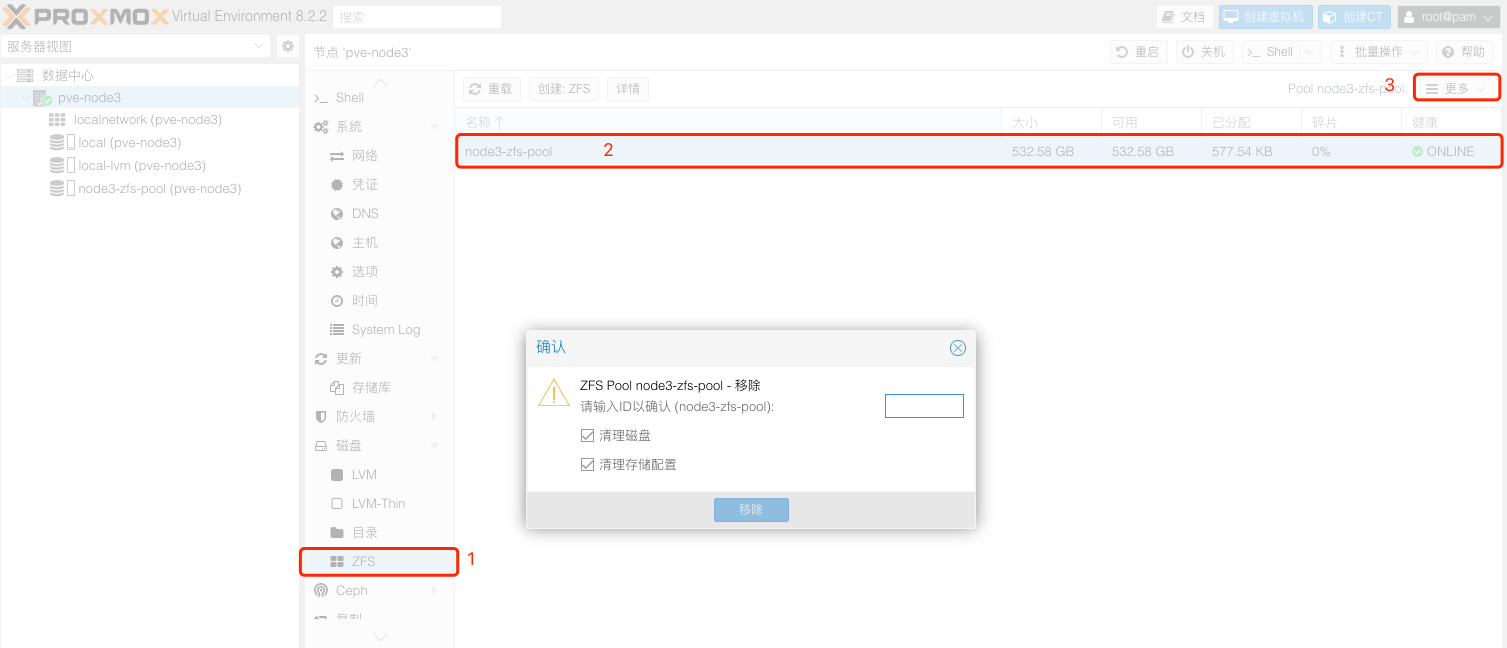 PROXMOX Virtual Environment 8.2.2 搜索 文档 创建虚拟机 创建CT root@pam
服务器视图
节点 'pve-node3' 重启 关机 Shell 批量操作 帮助
数据中心
pve-node3
localnetwork (pve-node3)
local (pve-node3)
local-lvm (pve-node3)
node3-zfs-pool (pve-node3)
Shell
系统
网络
凭证
DNS
主机
选项
时间
System Log
更新
存储库
防火墙
磁盘
LVM
LVM-Thin
目录
ZFS 1
Ceph
复制
重载 创建: ZFS 详情 Pool node3-zfs-pool: 3 更多
名称 大小 可用 已分配 碎片 健康
node3-zfs-pool 2 532.58 GB 532.58 GB 577.54 KB 0% ONLINE
确认
ZFS Pool node3-zfs-pool - 移除
请输入ID以确认 (node3-zfs-pool):
清理磁盘
清理存储配置
移除